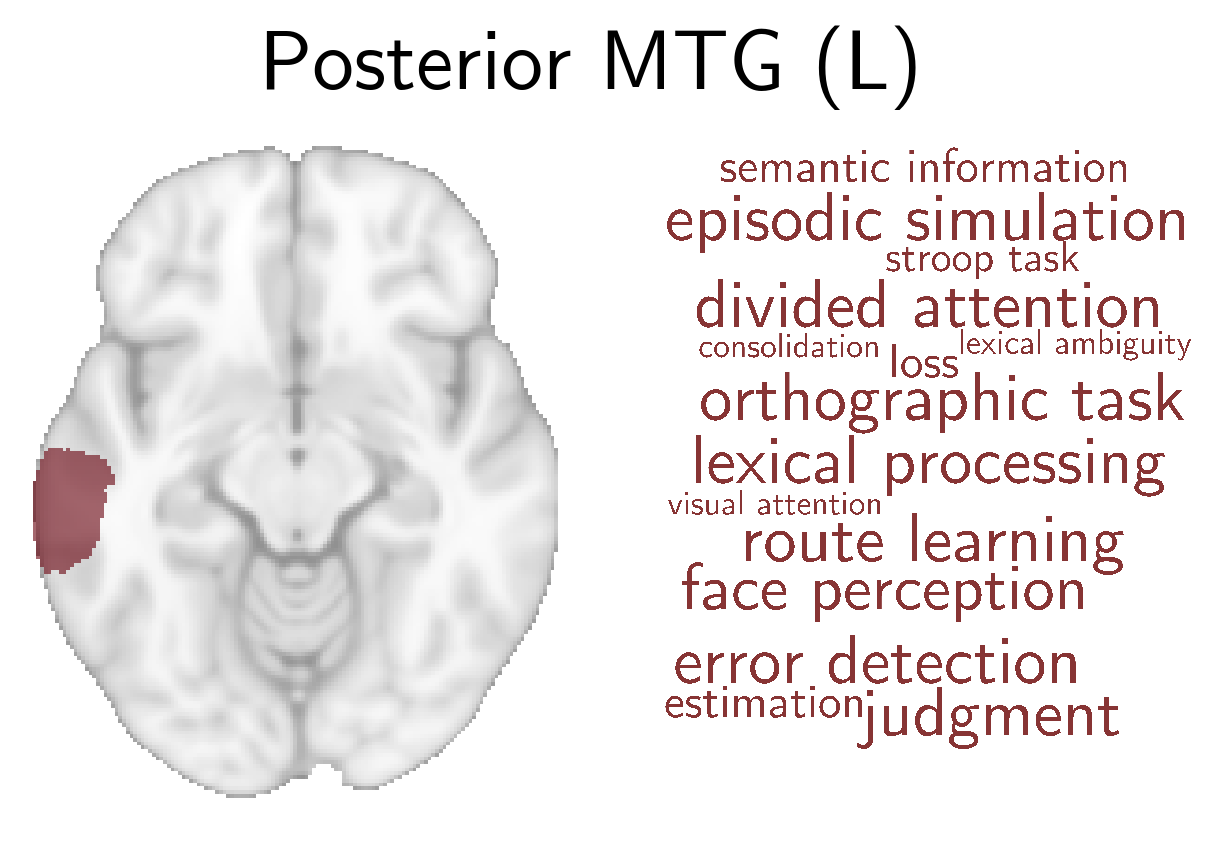 Posterior MTG (L)
semantic information
episodic simulation
stroop task
divided attention
consolidation
lexical ambiguity
loss
orthographic task
lexical processing
visual attention
route learning
face perception
error detection
estimation
judgment